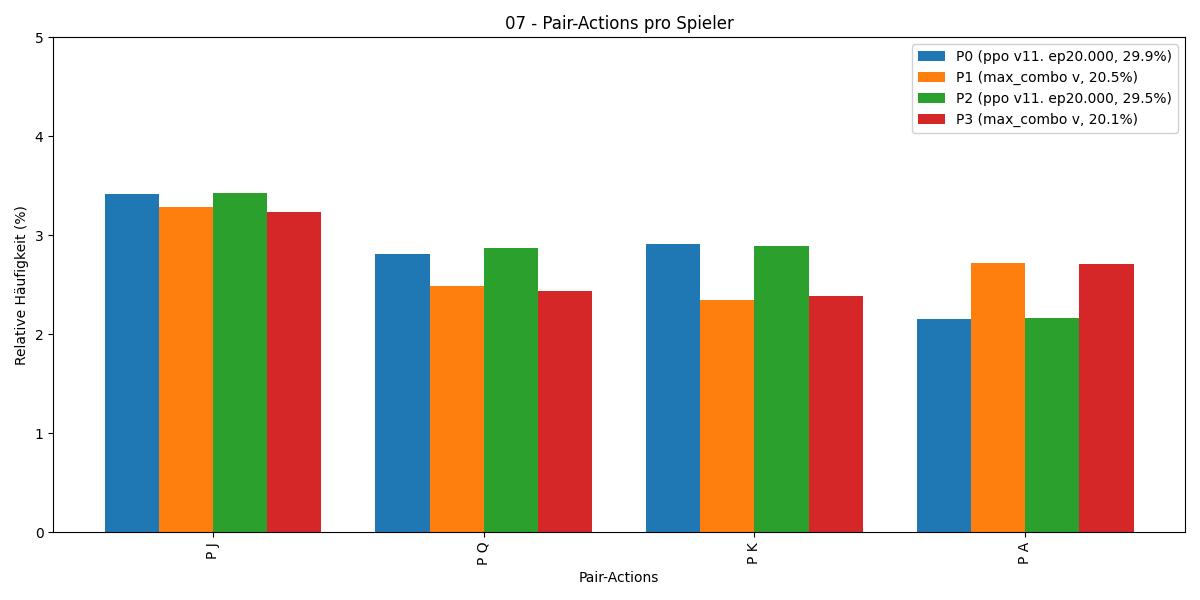 07 - Pair-Actions pro Spieler
P0 (ppo v11. ep20.000, 29.9%)
P1 (max_combo v, 20.5%)
P2 (ppo v11. ep20.000, 29.5%)
P3 (max_combo v, 20.1%)
Relative Häufigkeit (%)
5
4
3
2
1
0
P J
P Q
P K
P A
Pair-Actions